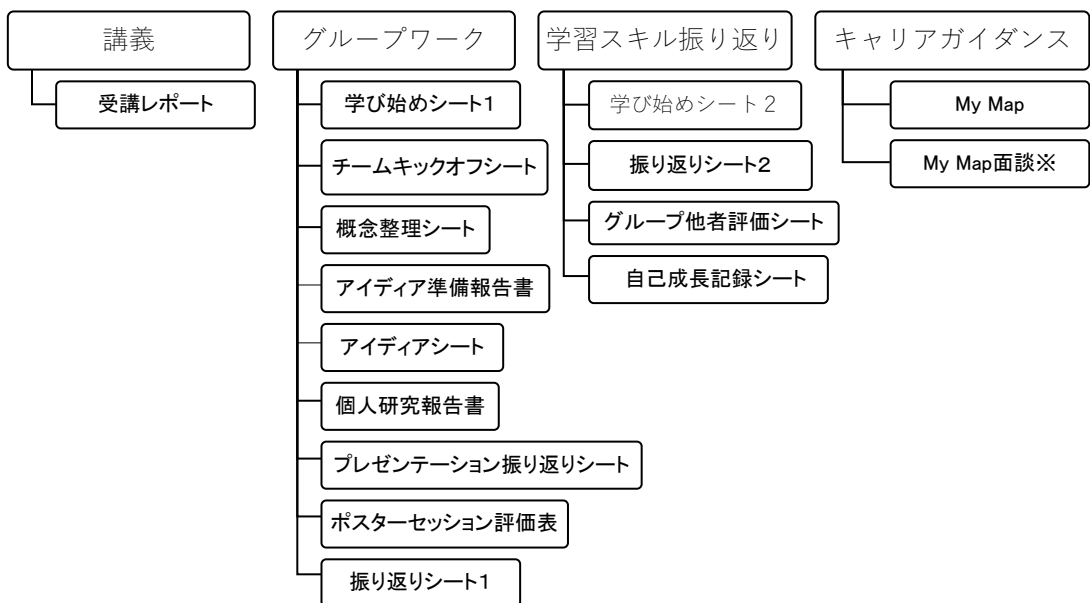 講義
受講レポート
グループワーク
学び始めシート1
チームキックオフシート
概念整理シート
アイディア準備報告書
アイディアシート
個人研究報告書
プレゼンテーション振り返りシート
ポスターセッション評価表
振り返りシート1
学習スキル振り返り
学び始めシート２
振り返りシート2
グループ他者評価シート
自己成長記録シート
キャリアガイダンス
My Map
My Map面談※